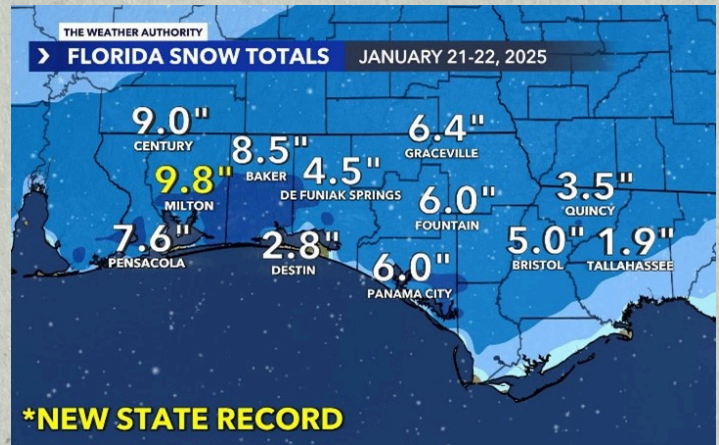 THE WEATHER AUTHORITY
FLORIDA SNOW TOTALS JANUARY 21-22, 2025
9.0"
CENTURY
8.5"
BAKER
6.4"
GRACEVILLE
9.8"
MILTON
4.5"
DE FUNIAK SPRINGS
6.0"
FOUNTAIN
3.5"
QUINCY
7.6"
PENSACOLA
2.8"
DESTIN
6.0"
PANAMA CITY
5.0"
BRISTOL
1.9"
TALLAHASSEE
*NEW STATE RECORD